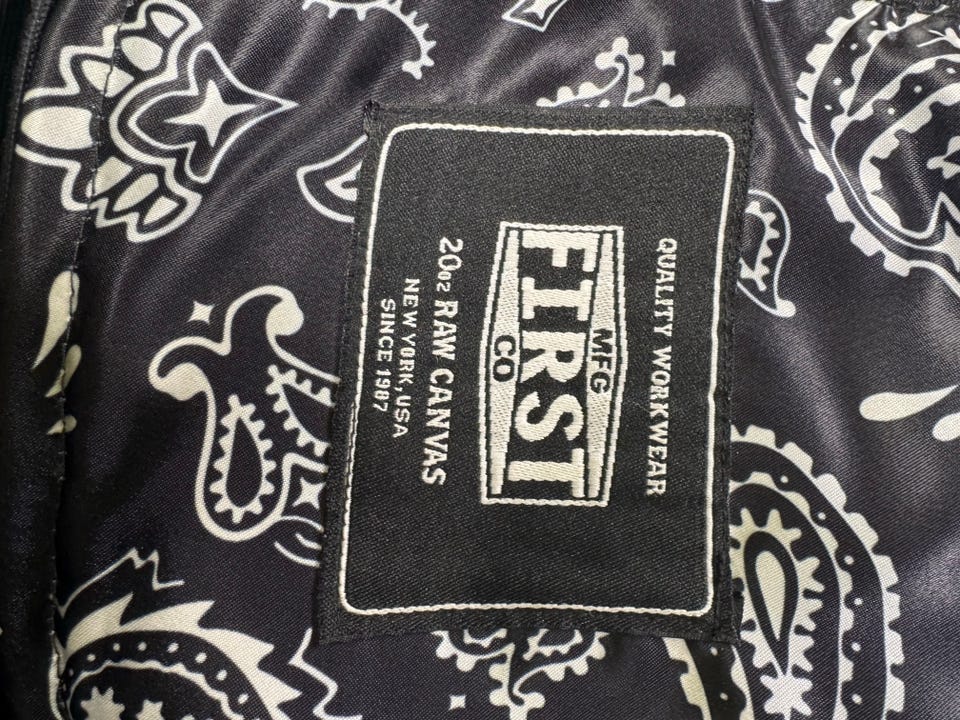 QUALITY WORKWEAR
MFG
FIRST
CO
20oz RAW CANVAS
NEW YORK, USA
SINCE 1987